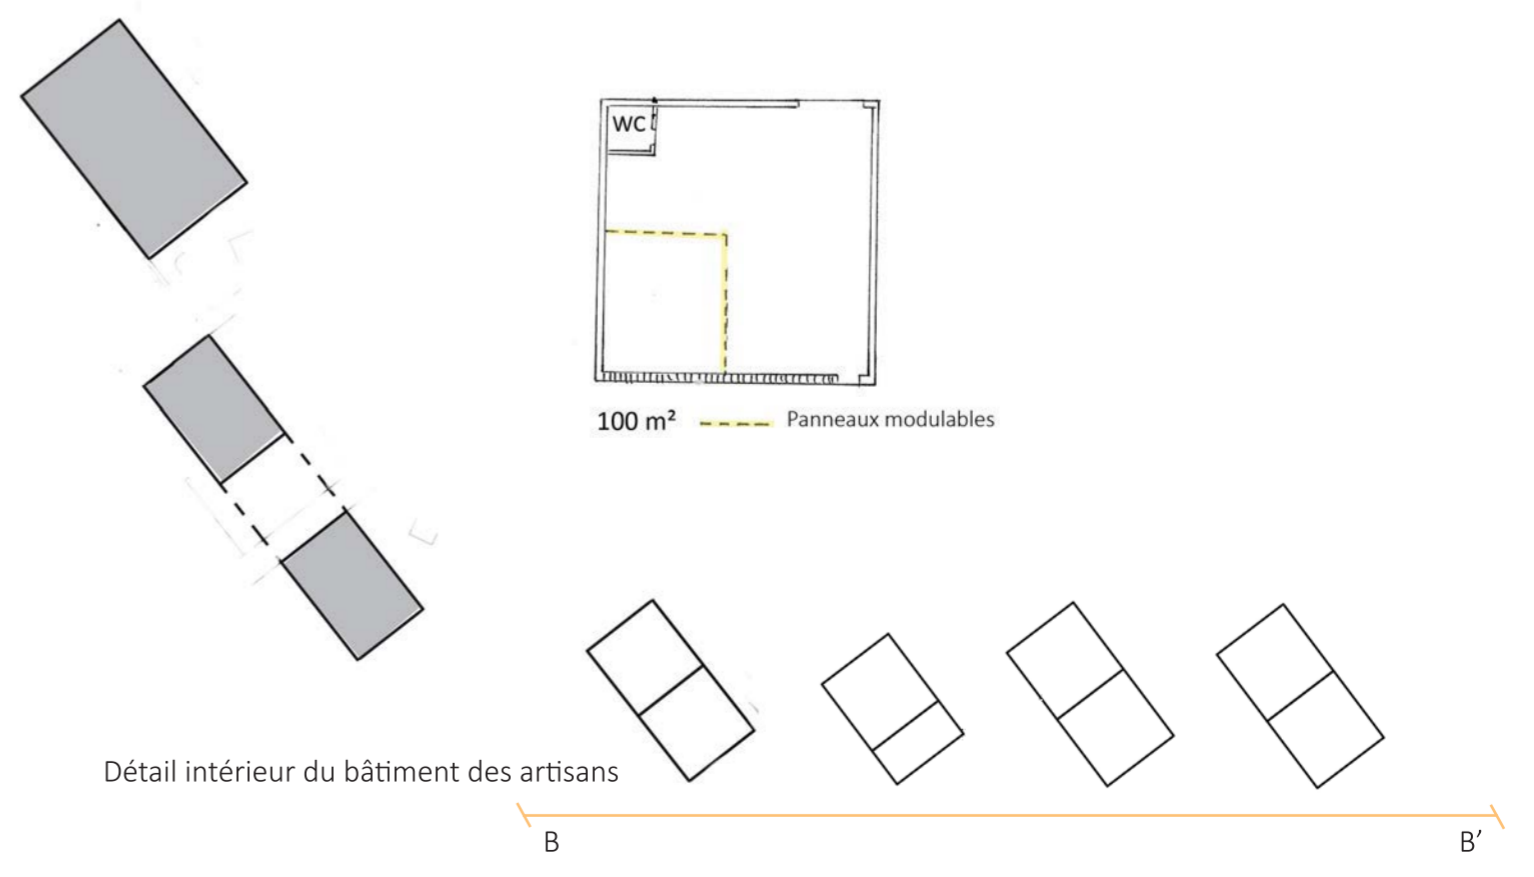 WC
100 m²
Panneaux modulables
Détail intérieur du bâtiment des artisans
B
B’